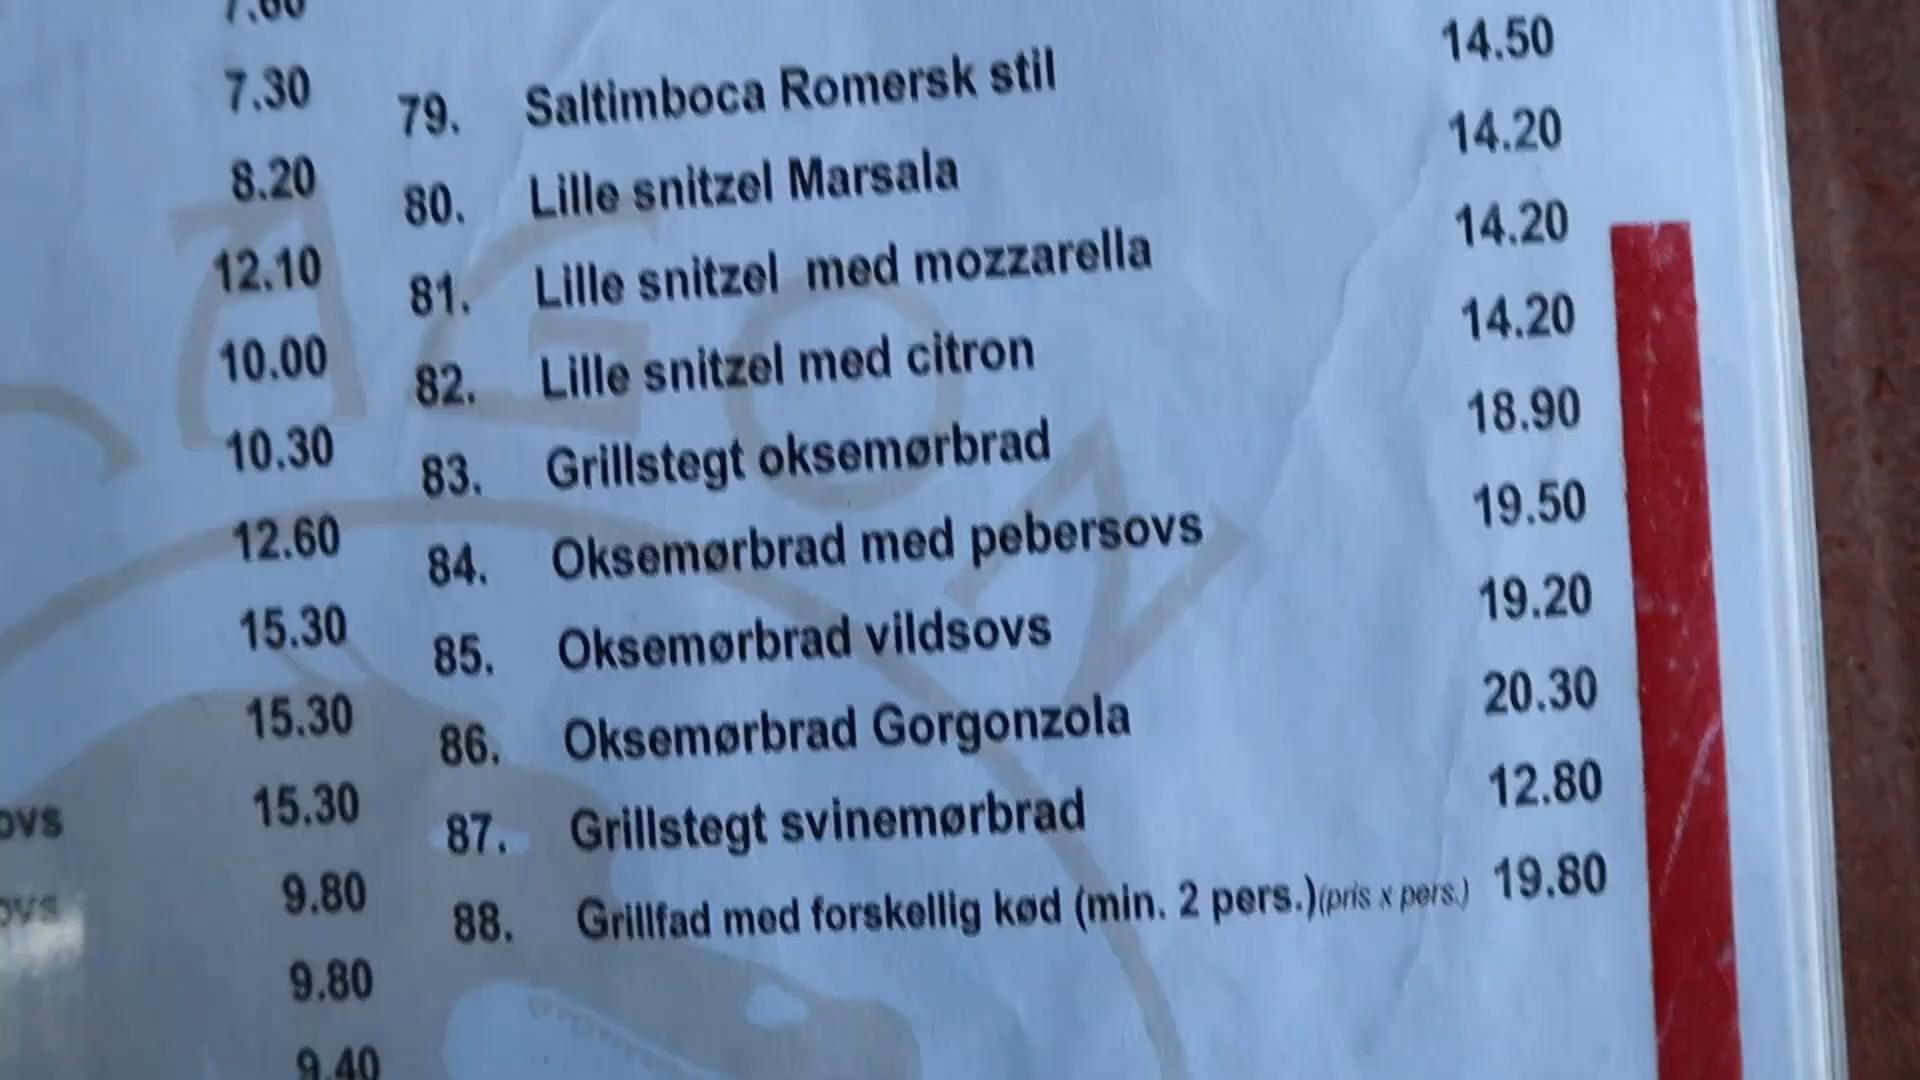 7.30
8.20
12.10
10.00
10.30
12.60
15.30
15.30
15.30
9.80
9.80
9.40
79. Saltimboca Romersk stil 14.50
80. Lille snitzel Marsala 14.20
81. Lille snitzel med mozzarella 14.20
82. Lille snitzel med citron 14.20
83. Grillstegt oksemørbrad 18.90
84. Oksemørbrad med pebersovs 19.50
85. Oksemørbrad vildsovs 19.20
86. Oksemørbrad Gorgonzola 20.30
87. Grillstegt svinemørbrad 12.80
88. Grillfad med forskellig kød (min. 2 pers.)(pris x pers.) 19.80